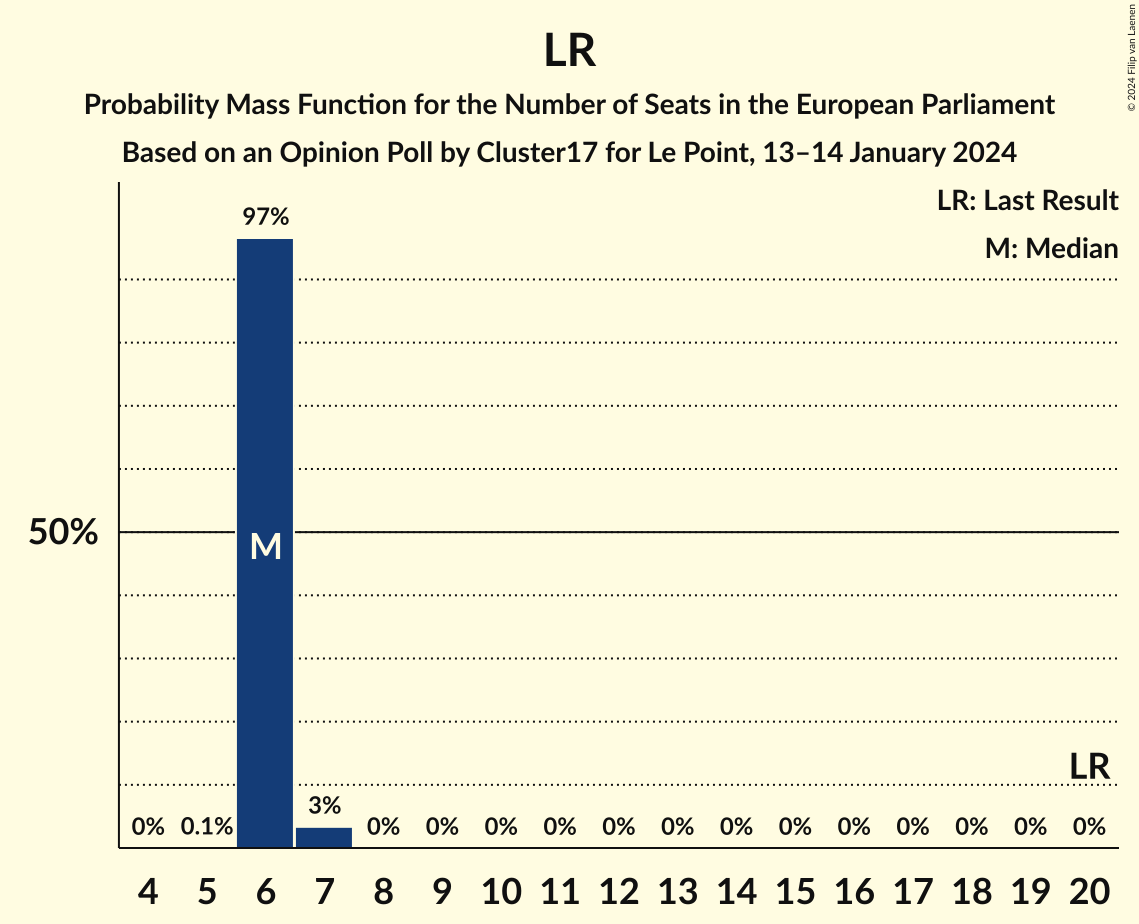 LR
Probability Mass Function for the Number of Seats in the European Parliament
Based on an Opinion Poll by Cluster17 for Le Point, 13–14 January 2024
© 2024 Filip van Laenen
LR: Last Result
M: Median
97%
50%
M
LR
0% 0.1% 3% 0% 0% 0% 0% 0% 0% 0% 0% 0% 0% 0% 0% 0%
4 5 6 7 8 9 10 11 12 13 14 15 16 17 18 19 20